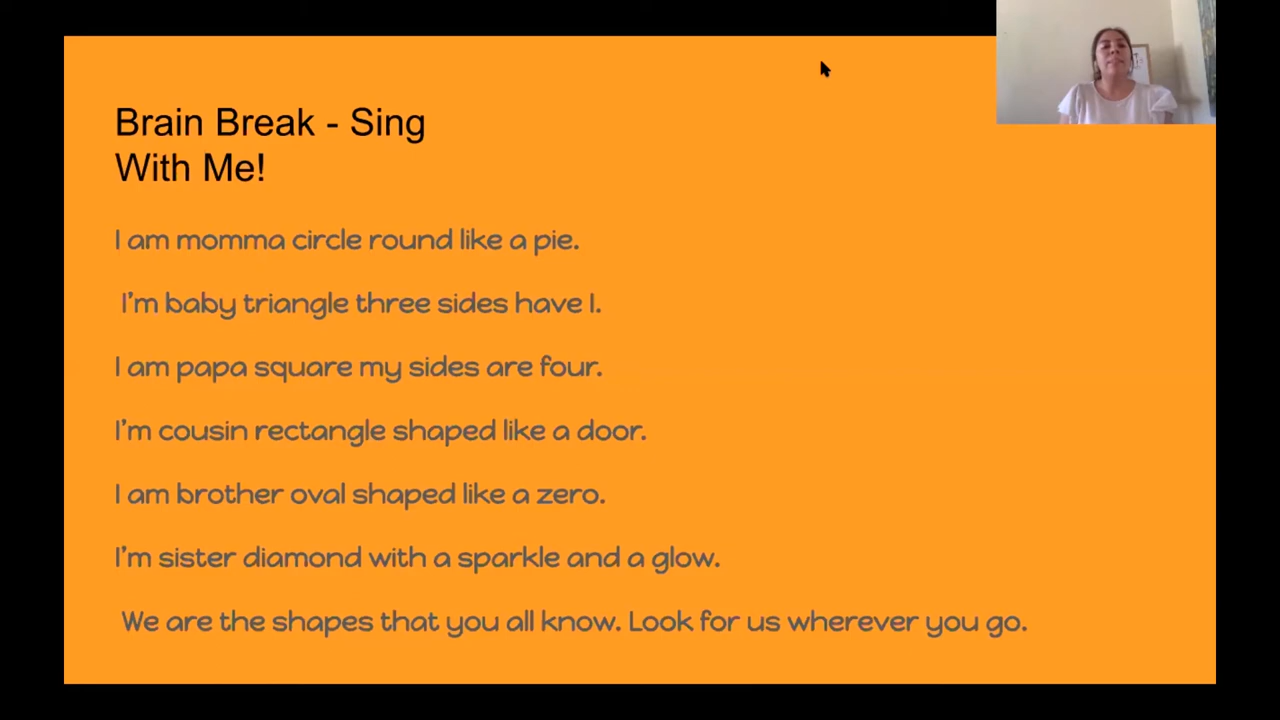 Brain Break - Sing
With Me!
I am momma circle round like a pie.
I'm baby triangle three sides have I.
I am papa square my sides are four.
I'm cousin rectangle shaped like a door.
I am brother oval shaped like a zero.
I'm sister diamond with a sparkle and a glow.
We are the shapes that you all know. Look for us wherever you go.